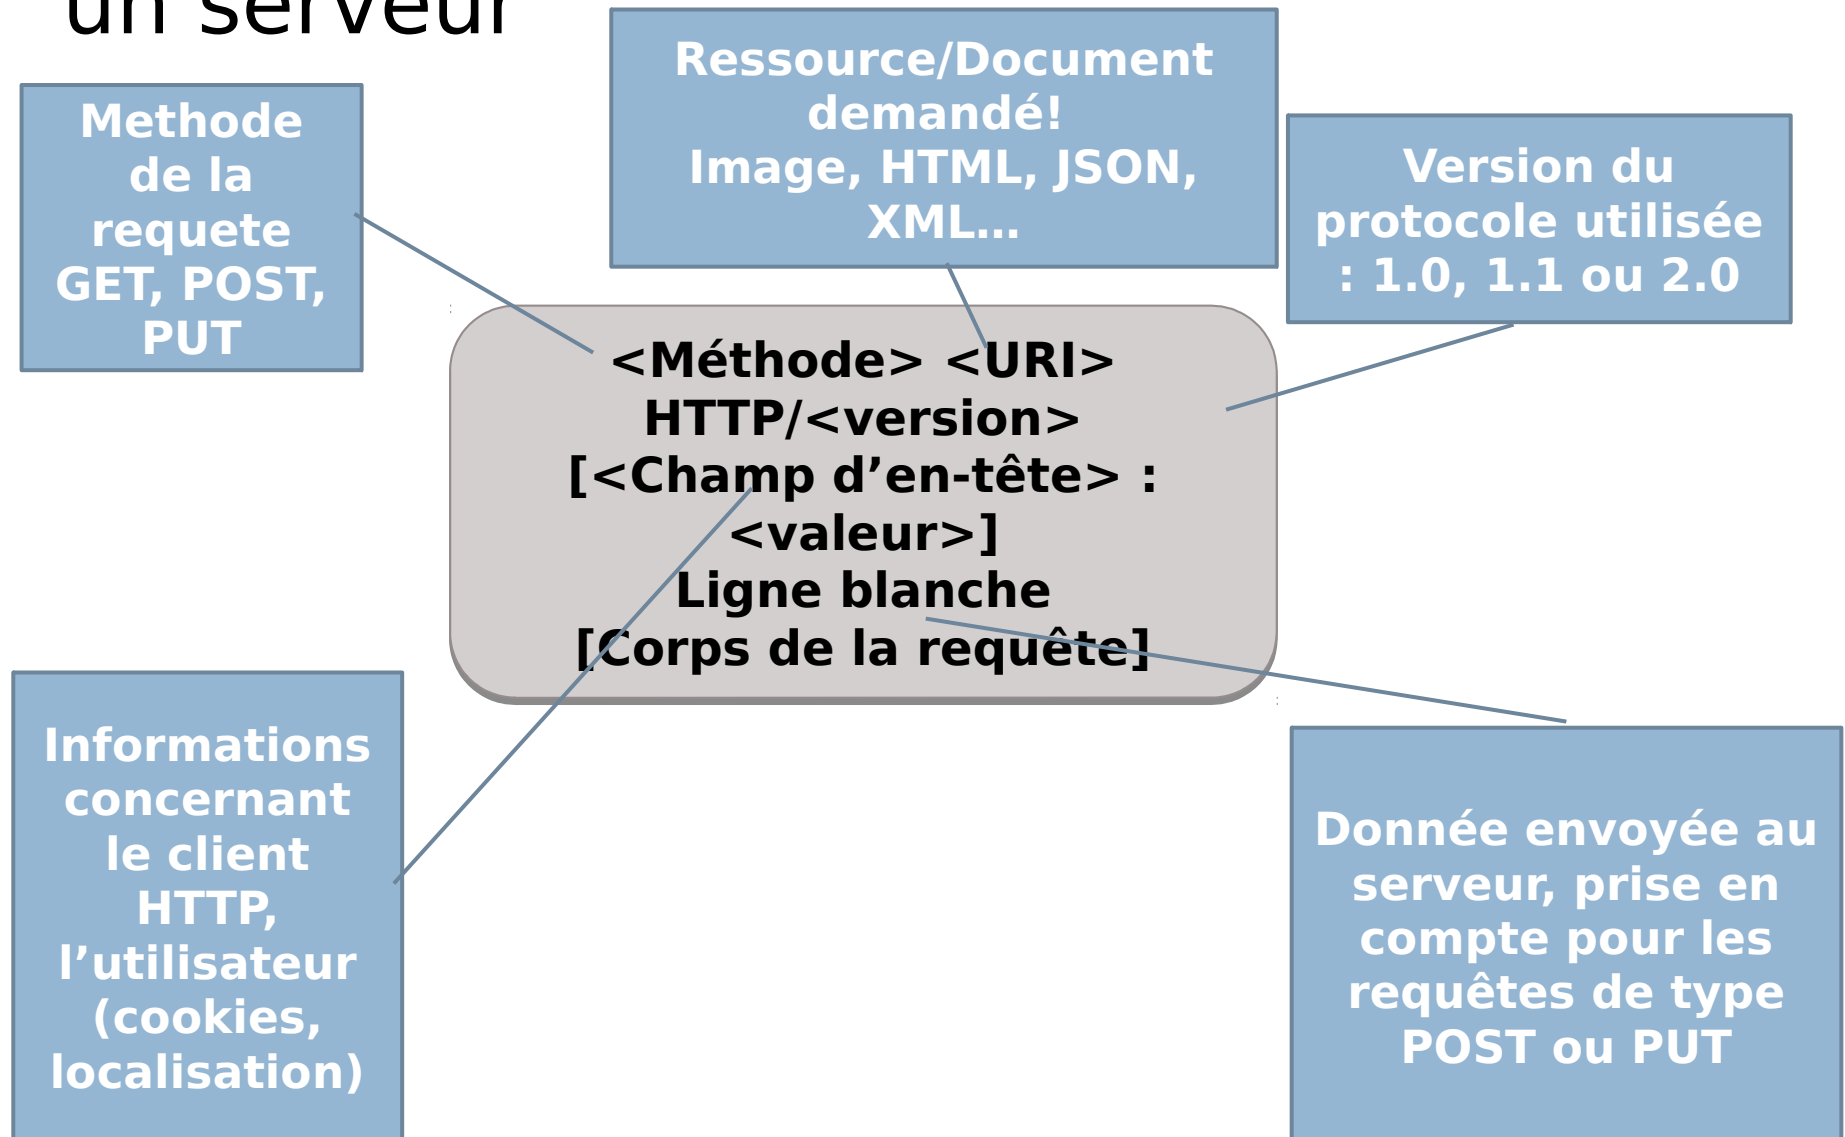 un serveur
Ressource/Document
demandé!
Image, HTML, JSON,
XML…
Methode
de la
requete
GET, POST,
PUT
Version du
protocole utilisée
: 1.0, 1.1 ou 2.0
<Méthode> <URI>
HTTP/<version>
[<Champ d’en-tête> :
<valeur>]
Ligne blanche
[Corps de la requête]
Informations
concernant
le client
HTTP,
l’utilisateur
(cookies,
localisation)
Donnée envoyée au
serveur, prise en
compte pour les
requêtes de type
POST ou PUT